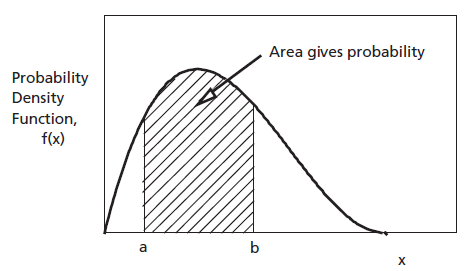 Area gives probability
Probability
Density
Function,
f(x)
a
b
x